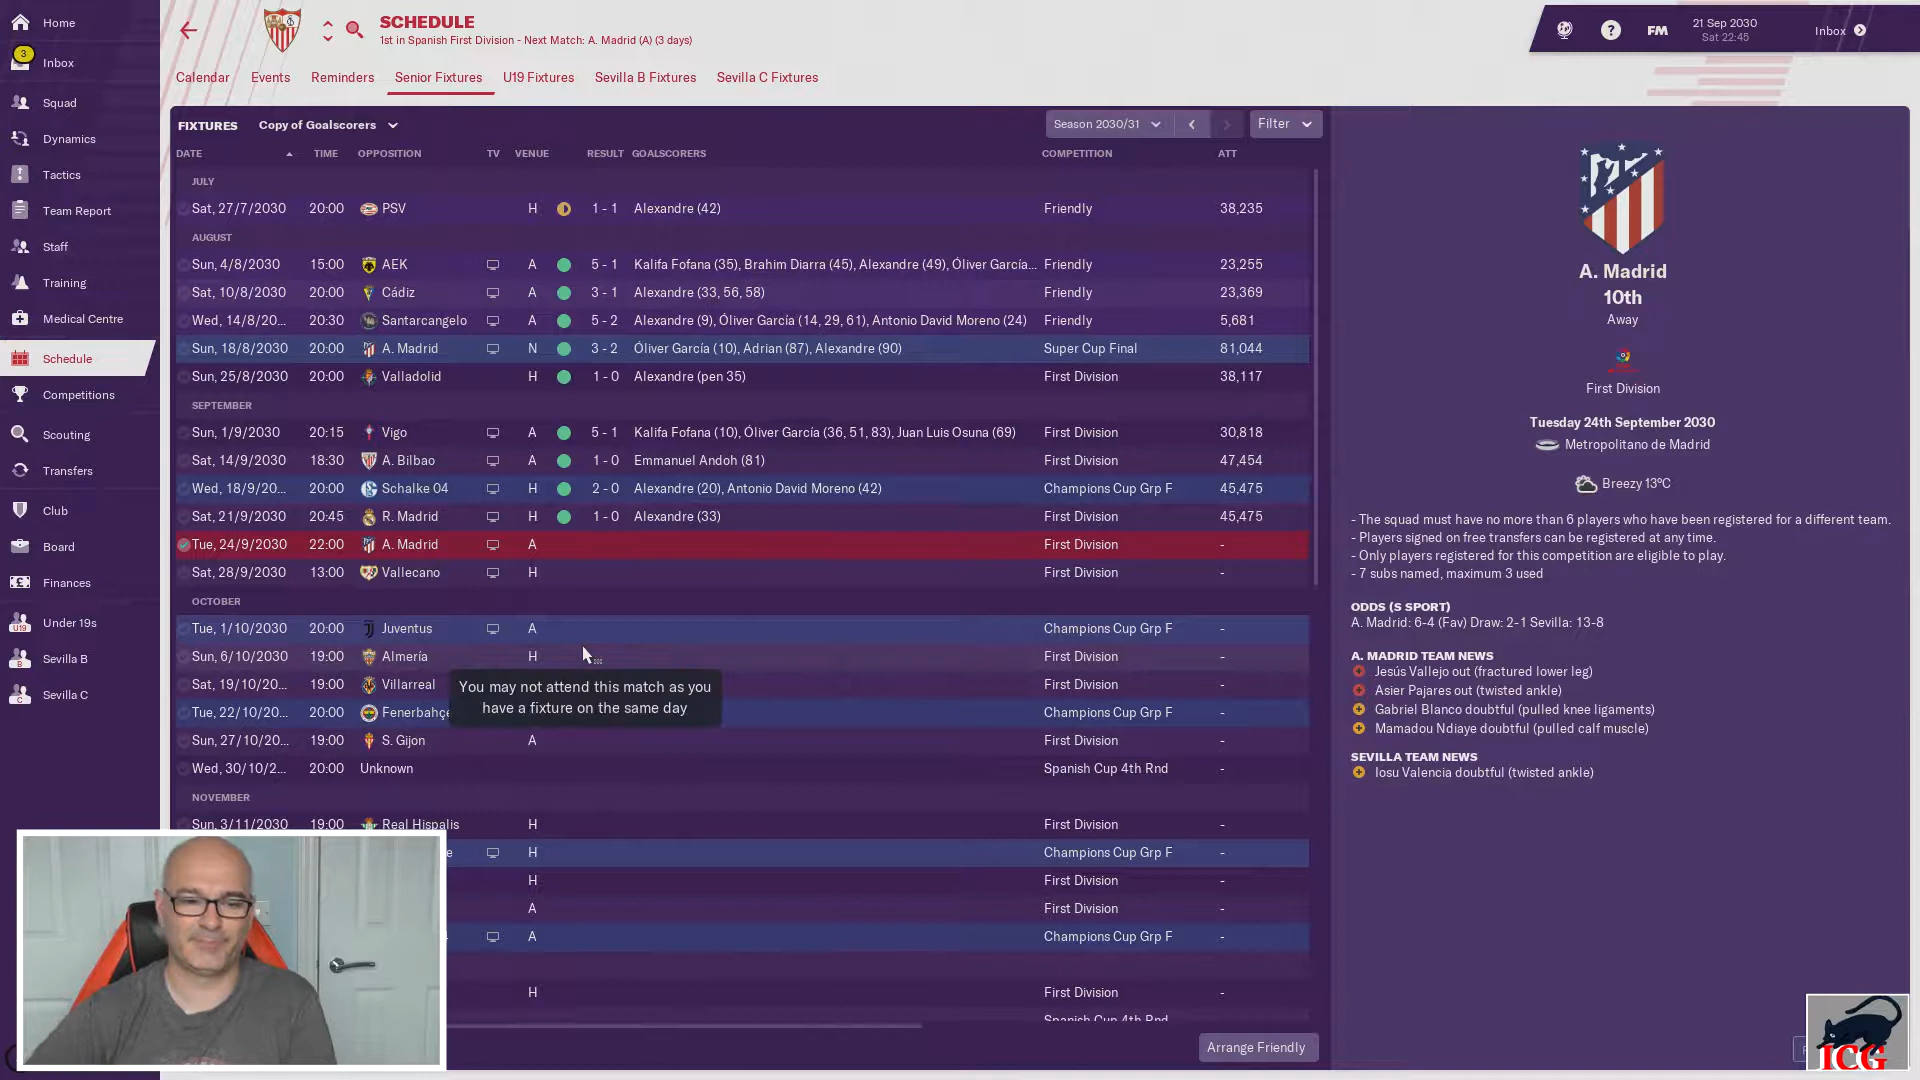 Home
3
Inbox
Squad
Dynamics
Tactics
Team Report
Staff
Training
Medical Centre
Schedule
Competitions
Scouting
Transfers
Club
Board
Finances
U19 Under 19s
B Sevilla B
C Sevilla C
SCHEDULE
1st in Spanish First Division - Next Match: A. Madrid (A) (3 days)
? FM 21 Sep 2030 Inbox
Sat 22:45
Calendar Events Reminders Senior Fixtures U19 Fixtures Sevilla B Fixtures Sevilla C Fixtures
FIXTURES Copy of Goalscorers Season 2030/31 Filter
DATE TIME OPPOSITION TV VENUE RESULT GOALSCORERS COMPETITION ATT
JULY
Sat, 27/7/2030 20:00 PSV H 1 - 1 Alexandre (42) Friendly 38,235
AUGUST
Sun, 4/8/2030 15:00 AEK A 5 - 1 Kalifa Fofana (35), Brahim Diarra (45), Alexandre (49), Óliver García... Friendly 23,255
Sat, 10/8/2030 20:00 Cádiz A 3 - 1 Alexandre (33, 56, 58) Friendly 23,369
Wed, 14/8/20... 20:30 Santarcangelo A 5 - 2 Alexandre (9), Óliver García (14, 29, 61), Antonio David Moreno (24) Friendly 5,681
Sun, 18/8/2030 20:00 A. Madrid N 3 - 2 Óliver García (10), Adrian (87), Alexandre (90) Super Cup Final 81,044
Sun, 25/8/2030 20:00 Valladolid H 1 - 0 Alexandre (pen 35) First Division 38,117
SEPTEMBER
Sun, 1/9/2030 20:15 Vigo A 5 - 1 Kalifa Fofana (10), Óliver García (36, 51, 83), Juan Luis Osuna (69) First Division 30,818
Sat, 14/9/2030 18:30 A. Bilbao A 1 - 0 Emmanuel Andoh (81) First Division 47,454
Wed, 18/9/20... 20:00 Schalke 04 H 2 - 0 Alexandre (20), Antonio David Moreno (42) Champions Cup Grp F 45,475
Sat, 21/9/2030 20:45 R. Madrid H 1 - 0 Alexandre (33) First Division 45,475
Tue, 24/9/2030 22:00 A. Madrid A First Division -
Sat, 28/9/2030 13:00 Vallecano H First Division -
OCTOBER
Tue, 1/10/2030 20:00 Juventus A Champions Cup Grp F -
Sun, 6/10/2030 19:00 Almería H First Division -
Sat, 19/10/20... 19:00 Villarreal First Division -
Tue, 22/10/20... 20:00 Fenerbahçe Champions Cup Grp F -
Sun, 27/10/20... 19:00 S. Gijon A First Division -
Wed, 30/10/2... 20:00 Unknown Spanish Cup 4th Rnd -
NOVEMBER
Sun, 3/11/2030 19:00 Real Hispalis H First Division -
H Champions Cup Grp F -
H First Division -
A First Division -
A Champions Cup Grp F -
H First Division -
Spanish Cup 4th Rnd
You may not attend this match as you
have a fixture on the same day
Arrange Friendly
A. Madrid
10th
Away
First Division
Tuesday 24th September 2030
Metropolitano de Madrid
Breezy 13ºC
- The squad must have no more than 6 players who have been registered for a different team.
- Players signed on free transfers can be registered at any time.
- Only players registered for this competition are eligible to play.
- 7 subs named, maximum 3 used
ODDS (S SPORT)
A. Madrid: 6-4 (Fav) Draw: 2-1 Sevilla: 13-8
A. MADRID TEAM NEWS
Jesús Vallejo out (fractured lower leg)
Asier Pajares out (twisted ankle)
Gabriel Blanco doubtful (pulled knee ligaments)
Mamadou Ndiaye doubtful (pulled calf muscle)
SEVILLA TEAM NEWS
Iosu Valencia doubtful (twisted ankle)
ICG